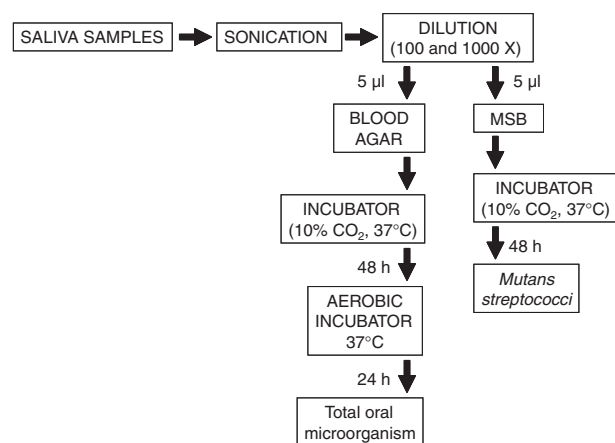 SALIVA SAMPLES
SONICATION
DILUTION
(100 and 1000 X)
5 µl
5 µl
BLOOD
AGAR
MSB
INCUBATOR
(10% CO₂, 37°C)
INCUBATOR
(10% CO₂, 37°C)
48 h
48 h
AEROBIC
INCUBATOR
37°C
Mutans
streptococci
24 h
Total oral
microorganism